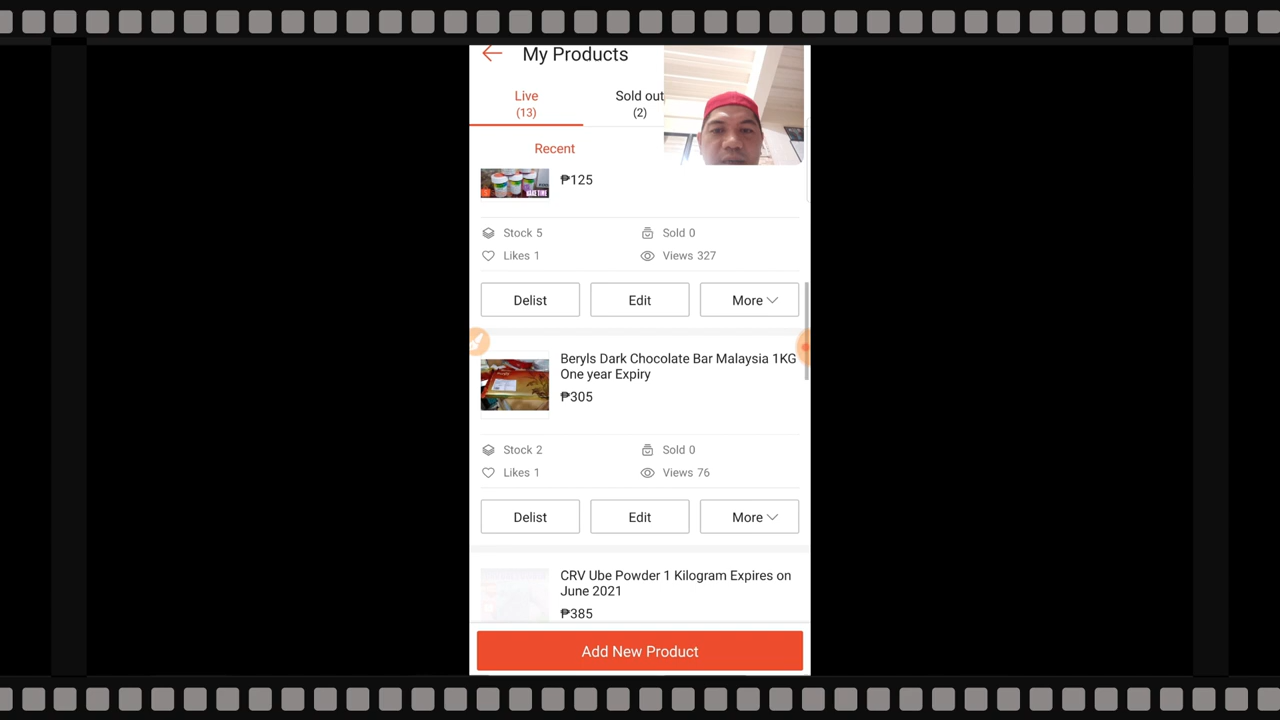 My Products
Live
(13)
Sold out
(2)
Recent
₱125
Stock 5
Sold 0
Likes 1
Views 327
Delist
Edit
More
Beryls Dark Chocolate Bar Malaysia 1KG
One year Expiry
₱305
Stock 2
Sold 0
Likes 1
Views 76
Delist
Edit
More
CRV Ube Powder 1 Kilogram Expires on
June 2021
₱385
Add New Product